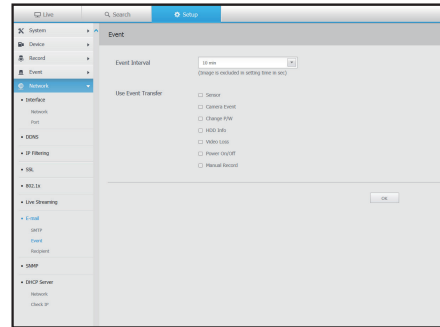 Live
Search
Setup
System
Device
Record
Event
Network
• Interface
Network
Port
• DDNS
• IP Filtering
• SSL
• 802.1x
• Live Streaming
• E-mail
SMTP
Event
Recipient
• SNMP
• DHCP Server
Network
Check IP
Event
Event Interval
10 min
(Image is excluded in setting time in sec)
Use Event Transfer
Sensor
Camera Event
Change P/W
HDD Info
Video Loss
Power On/Off
Manual Record
OK